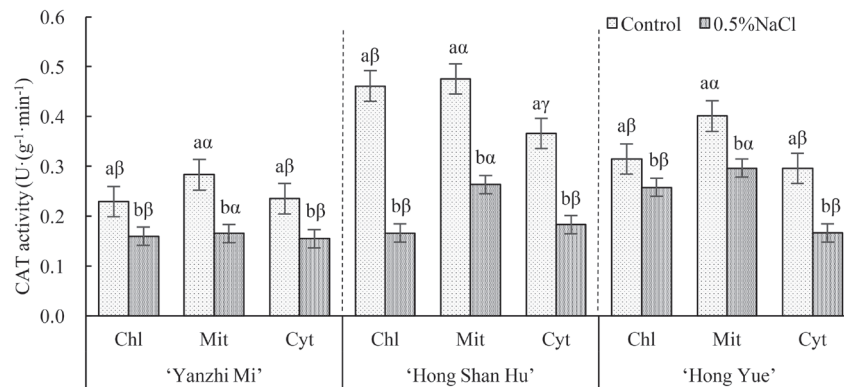 CAT activity (U·(g⁻¹·min⁻¹)
0.6
0.5
0.4
0.3
0.2
0.1
0.0
Control 0.5%NaCl
aβ bβ aα bα aβ bβ
aβ bβ aα bα aγ bβ
aβ bβ aα bα aβ bβ
Chl Mit Cyt Chl Mit Cyt Chl Mit Cyt
‘Yanzhi Mi’ ‘Hong Shan Hu’ ‘Hong Yue’